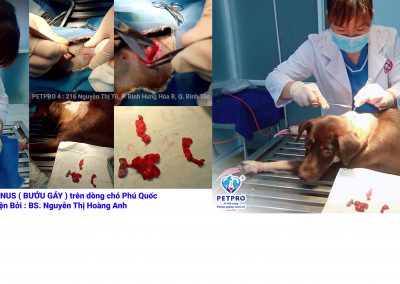 PETPRO 4 : 216 Nguyễn Thị Tú, P. Bình Hưng Hòa B, Q. Bình Tân
NUS ( BƯỚU GÁY ) trên dòng chó Phú Quốc
ện Bởi : BS. Nguyễn Thị Hoàng Anh
PETPRO